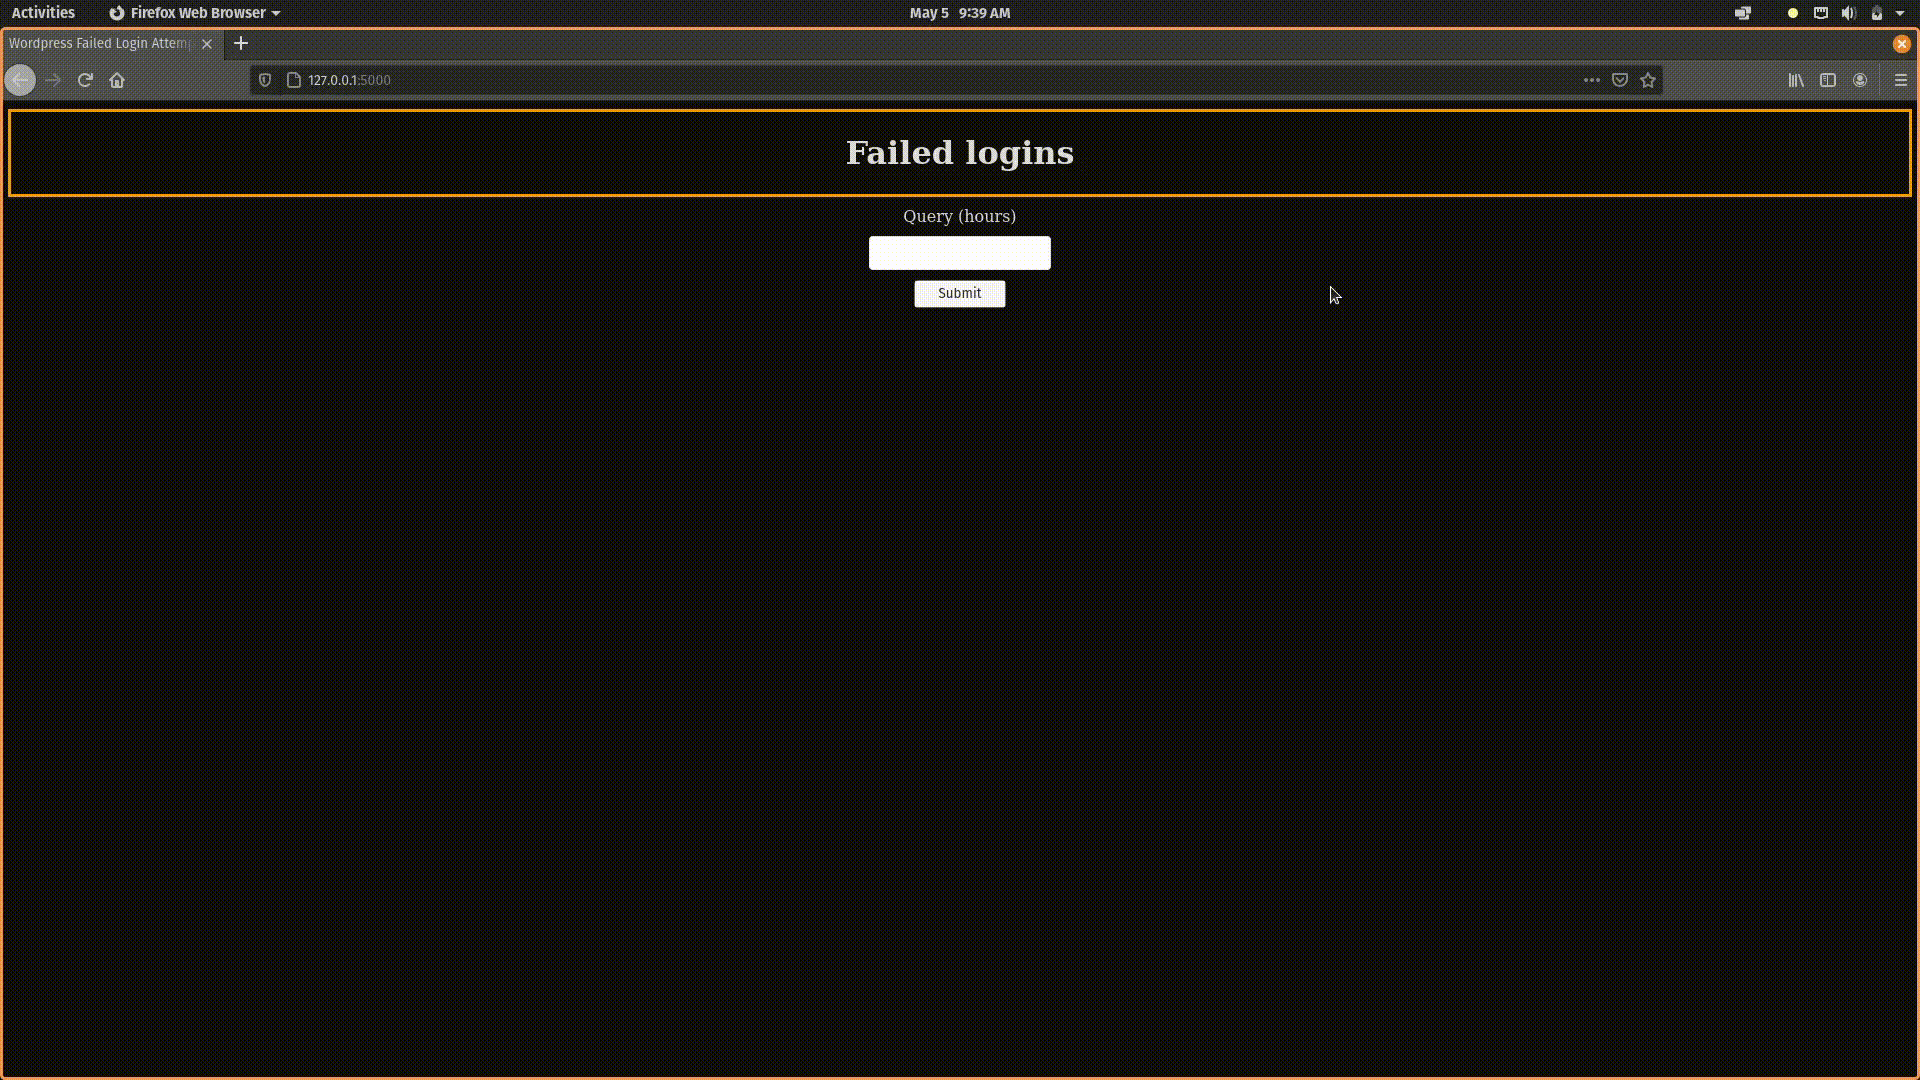 Activities
Firefox Web Browser
May 5 9:39 AM
Wordpress Failed Login Attem
127.0.0.1:5000
Failed logins
Query (hours)
Submit